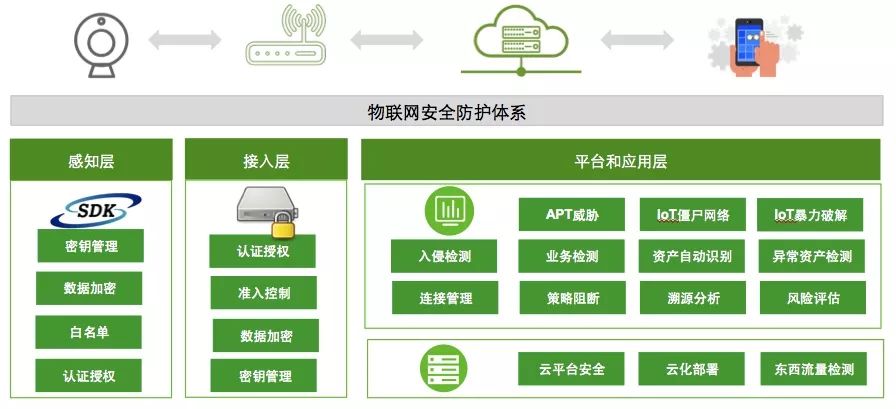 物联网安全防护体系
感知层
SDK
密钥管理
数据加密
白名单
认证授权
接入层
认证授权
准入控制
数据加密
密钥管理
平台和应用层
APT威胁 IoT僵尸网络 IoT暴力破解
入侵检测 业务检测 资产自动识别 异常资产检测
连接管理 策略阻断 溯源分析 风险评估
云平台安全 云化部署 东西流量检测